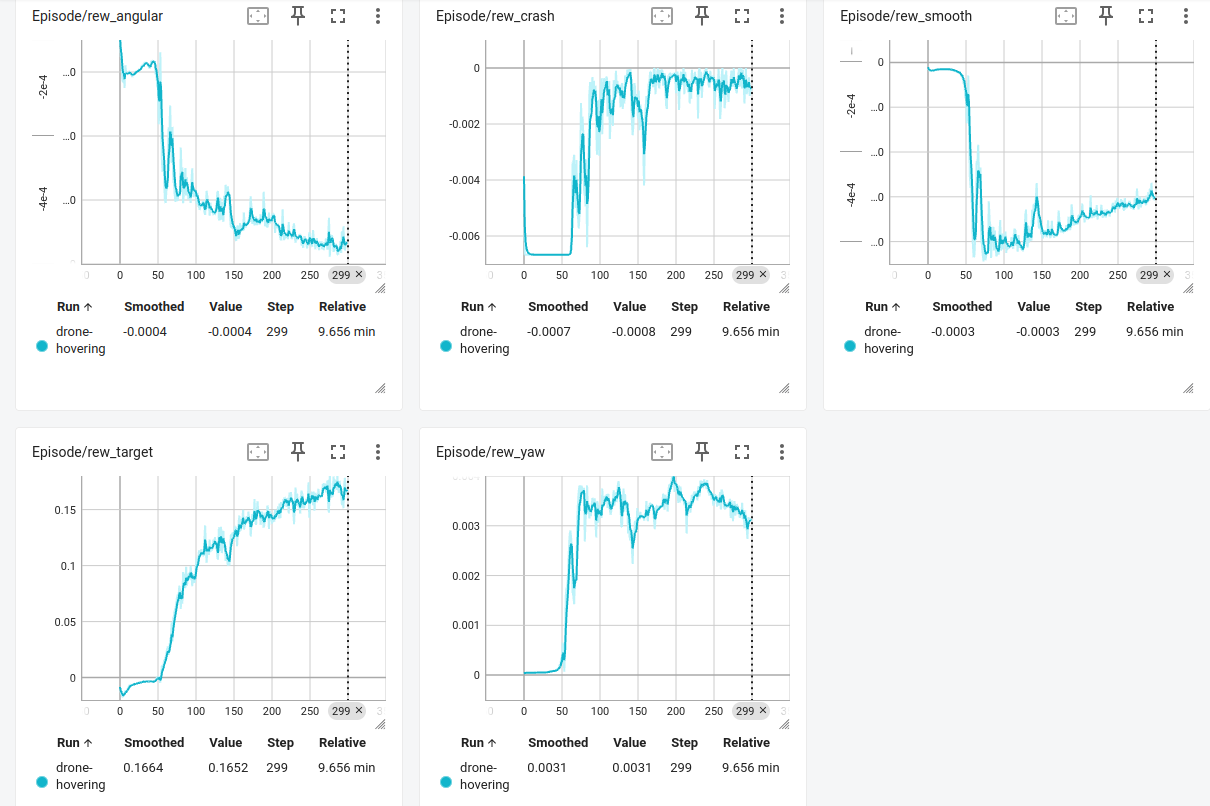 Episode/rew_angular
-2e-4
-4e-4
…0
…0
…0
0 50 100 150 200 250 299 ✕ 3
Run ↑ Smoothed Value Step Relative
drone-
hovering
-0.0004 -0.0004 299 9.656 min
Episode/rew_crash
0
-0.002
-0.004
-0.006
0 50 100 150 200 250 299 ✕ 3
Run ↑ Smoothed Value Step Relative
drone-
hovering
-0.0007 -0.0008 299 9.656 min
Episode/rew_smooth
-2e-4
-4e-4
0
…0
…0
…0
…0
0 50 100 150 200 250 299 ✕ 3
Run ↑ Smoothed Value Step Relative
drone-
hovering
-0.0003 -0.0003 299 9.656 min
Episode/rew_target
0.15
0.1
0.05
0
0 50 100 150 200 250 299 ✕ 3
Run ↑ Smoothed Value Step Relative
drone-
hovering
0.1664 0.1652 299 9.656 min
Episode/rew_yaw
0.003
0.002
0.001
0
0 50 100 150 200 250 299 ✕ 3
Run ↑ Smoothed Value Step Relative
drone-
hovering
0.0031 0.0031 299 9.656 min